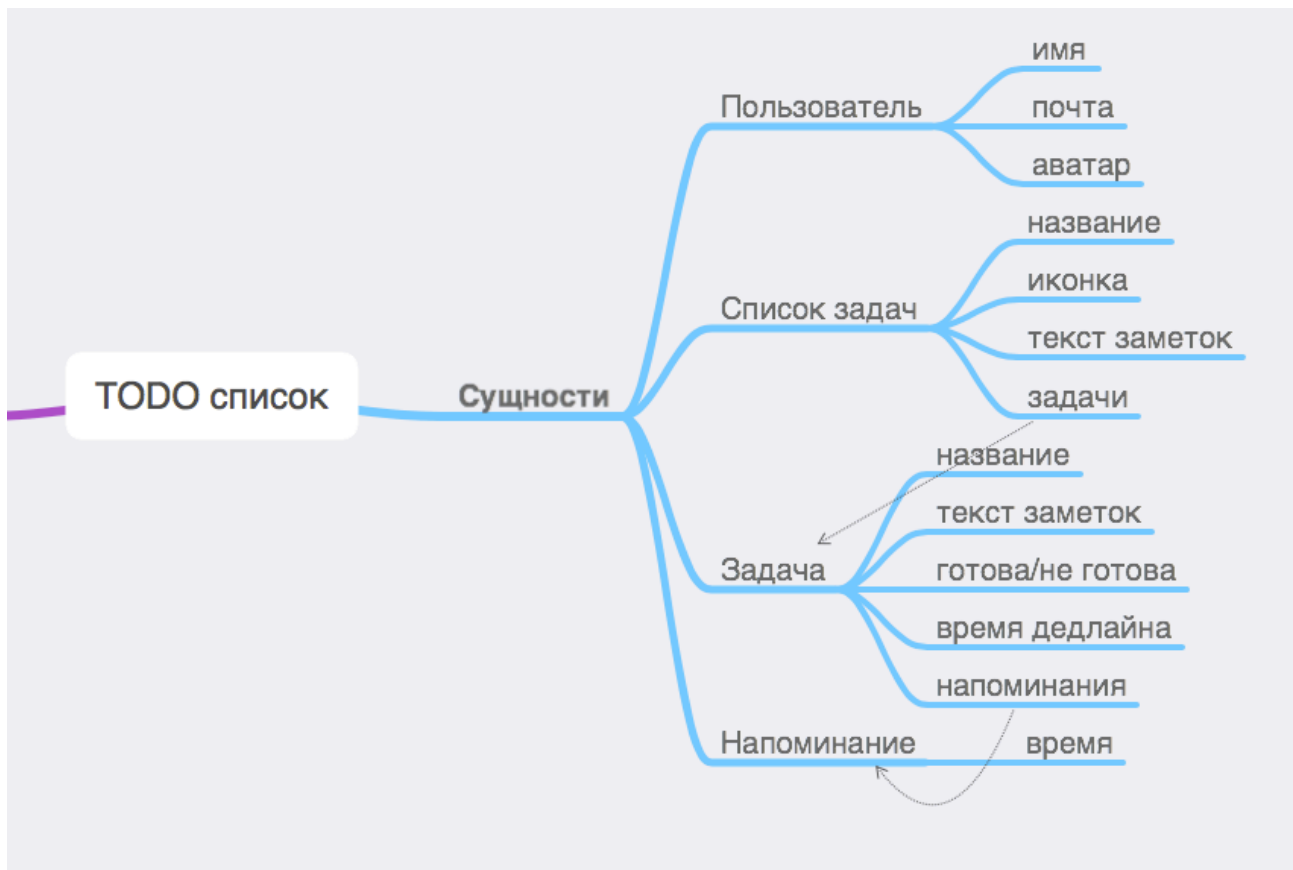 TODO список
Сущности
Пользователь
имя
почта
аватар
Список задач
название
иконка
текст заметок
задачи
Задача
название
текст заметок
готова/не готова
время дедлайна
напоминания
Напоминание
время